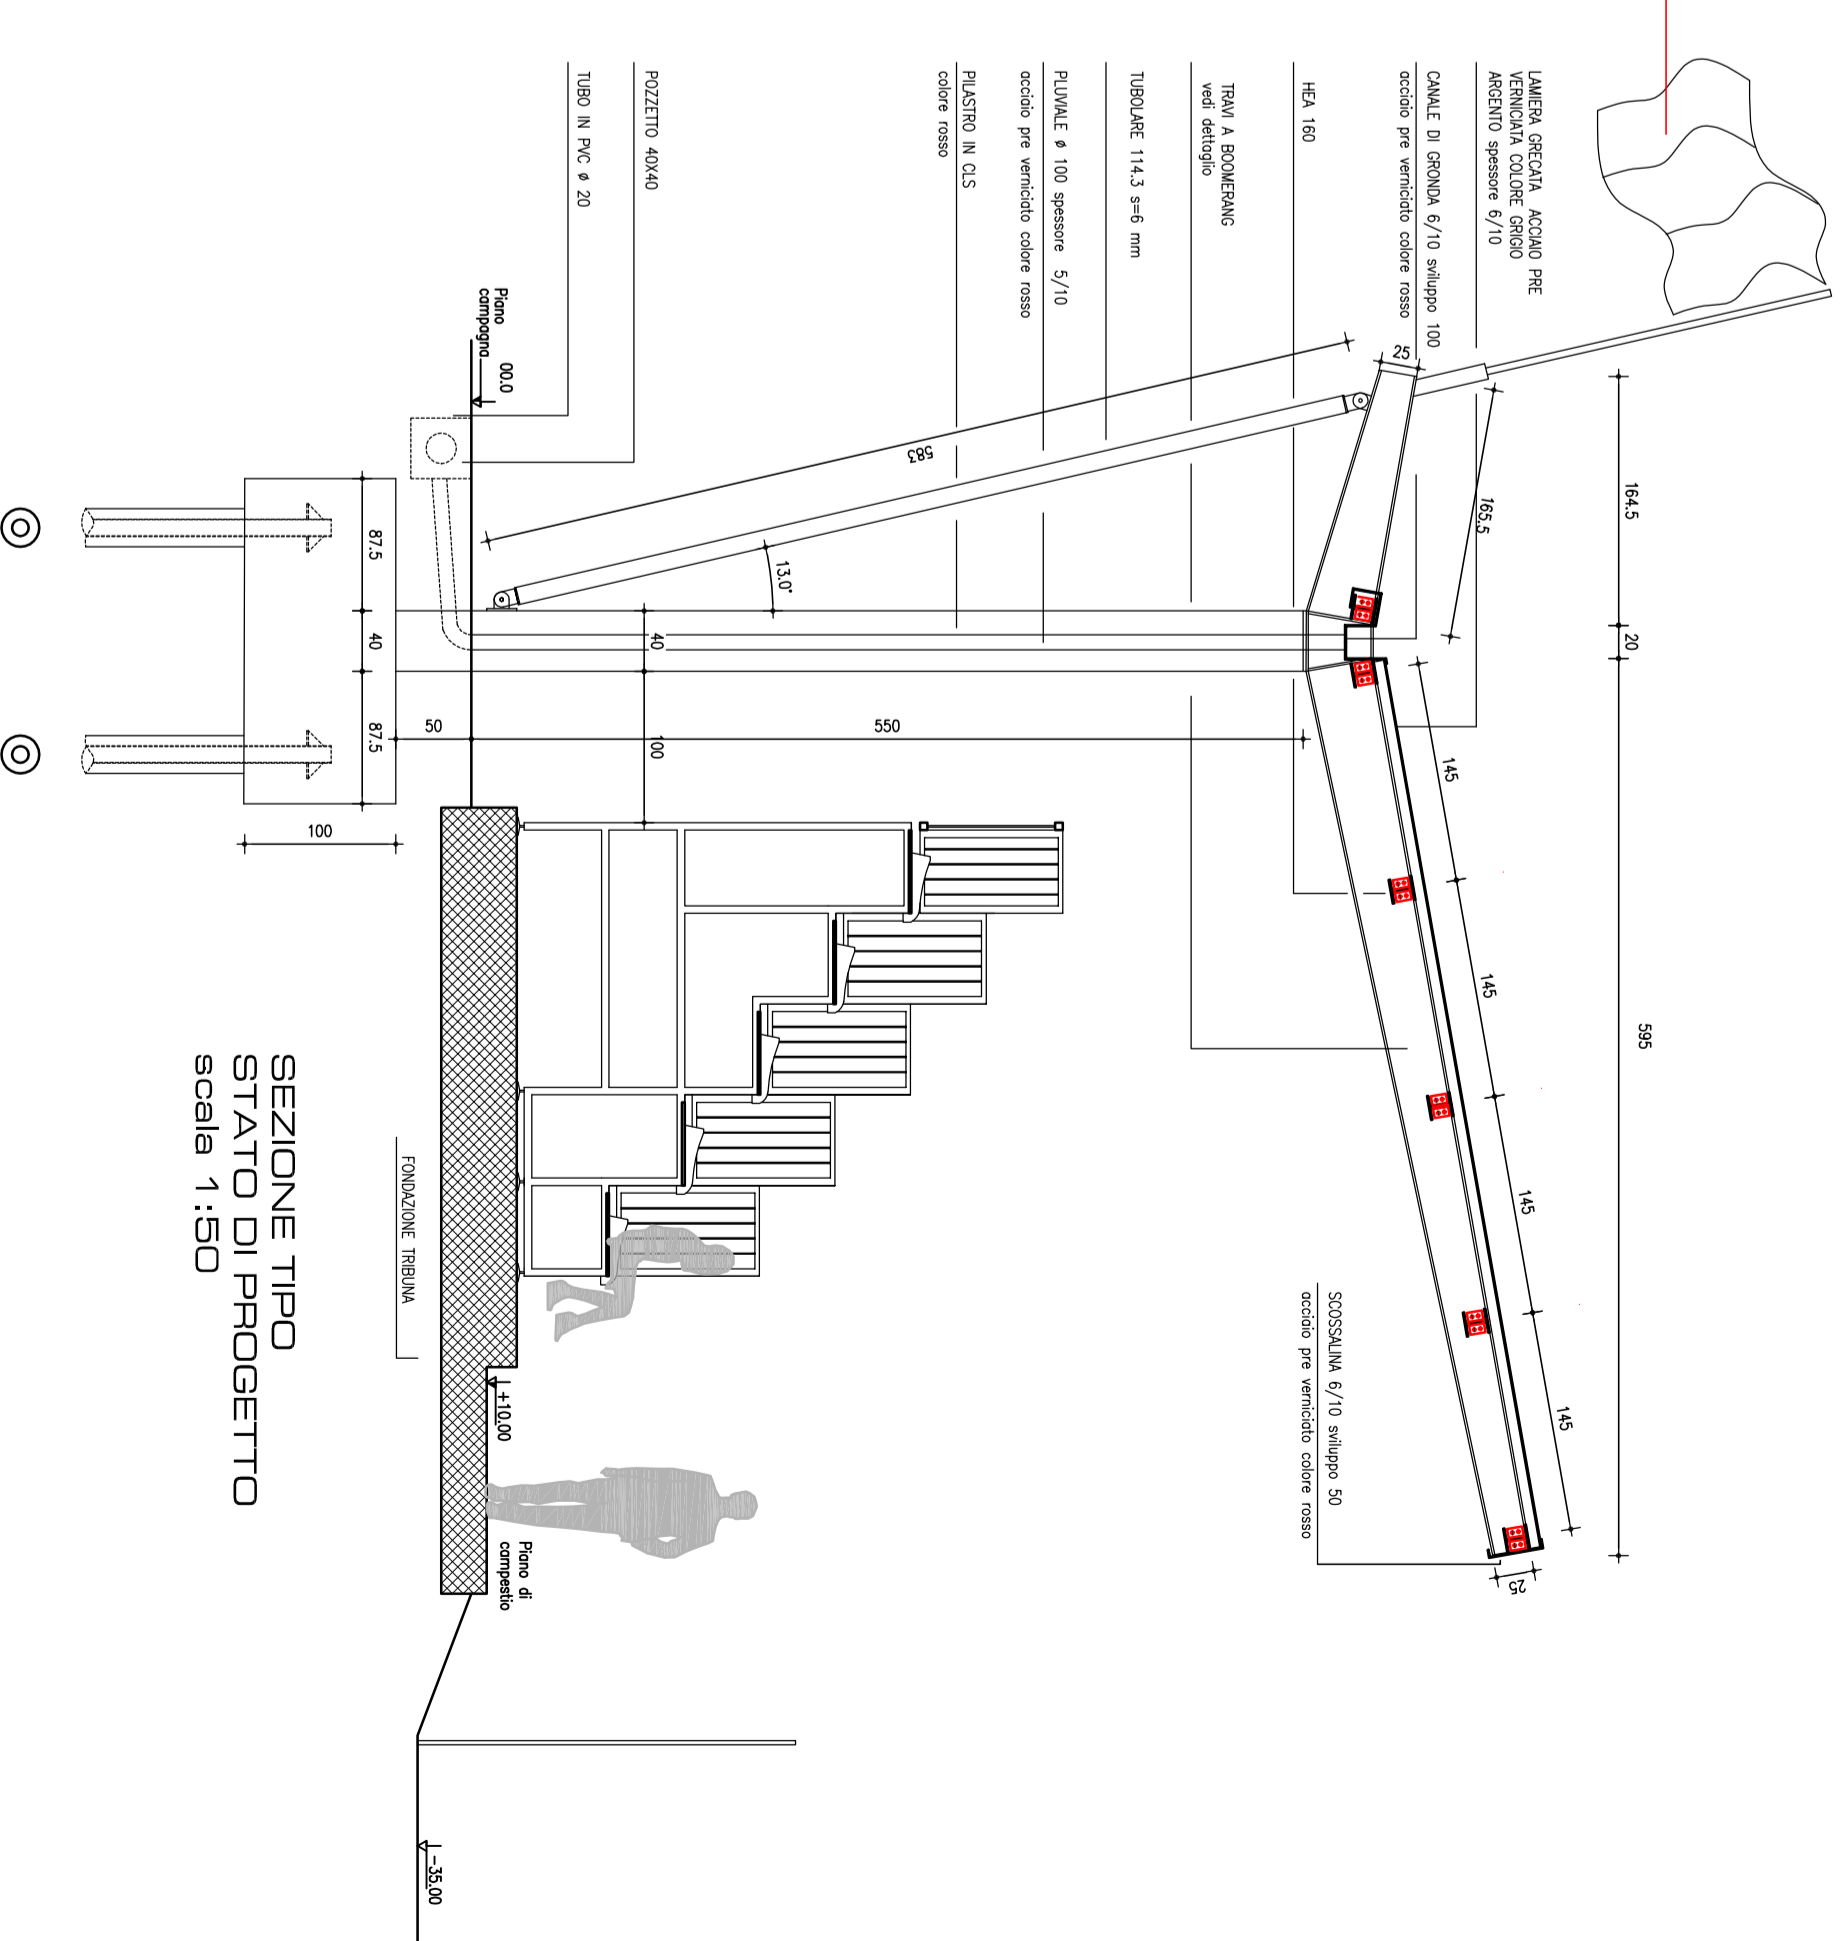 LAMIERA GRECATA ACCIAIO PRE
VERNICIATA COLORE GRIGIO
ARGENTO spessore 6/10
CANALE DI GRONDA 6/10 sviluppo 100
acciaio pre verniciato colore rosso
HEA 160
TRAVI A BOOMERANG
vedi dettaglio
TUBOLARE 114.3 s=6 mm
PLUVIALE ø 100 spessore 5/10
acciaio pre verniciato colore rosso
PILASTRO IN CLS
colore rosso
POZZETTO 40X40
TUBO IN PVC ø 20
164.5
20
595
165.5
25
145
145
145
145
25
583
13.0°
40
100
550
50
Piano
campagna
00.0
87.5
40
87.5
100
SCOSSALINA 6/10 sviluppo 50
acciaio pre verniciato colore rosso
+10.00
Piano di
campestio
-35.00
FONDAZIONE TRIBUNA
SEZIONE TIPO
STATO DI PROGETTO
scala 1:50